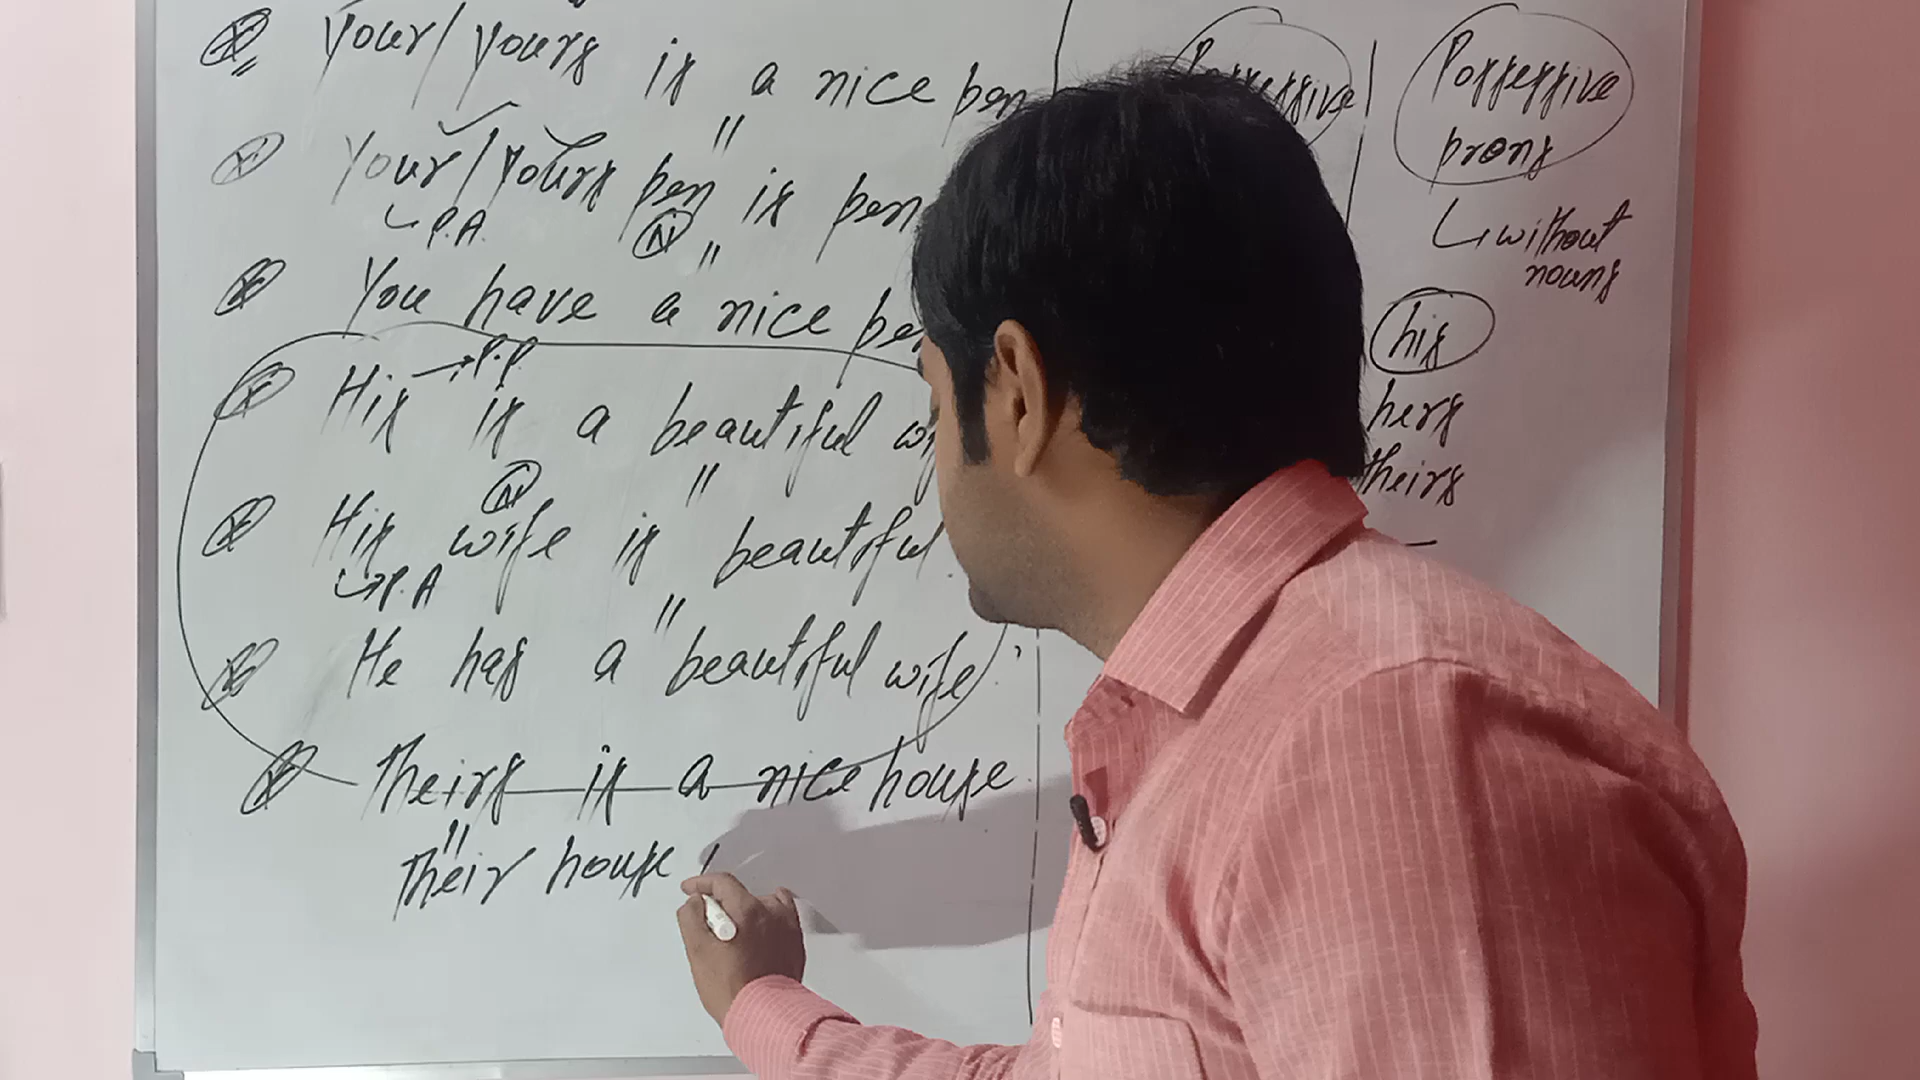 Your/yours is a nice pen
"
Your/yours pen is pen
P.A. N "
You have a nice pen
P.P.
His is a beautiful
N "
His wife is beautiful.
P.A "
He has a beautiful wife.
Theirs is a nice house.
"
Their house
Possessive
Possessive
prons
without
nouns
his
hers
theirs